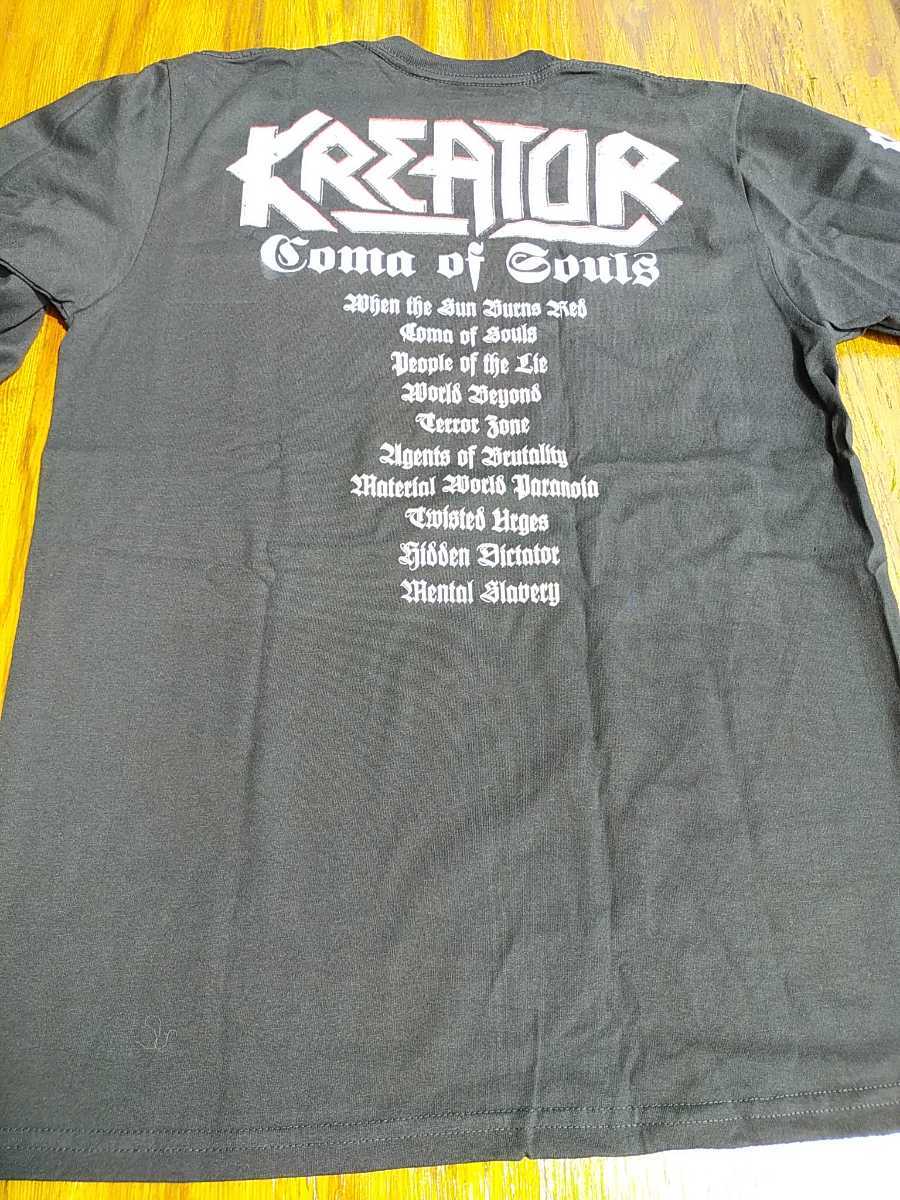 KREATOR
Coma of Souls
When the Sun Burns Red
Coma of Souls
People of the Lie
World Beyond
Terror Zone
Agents of Brutality
Material World Paranoia
Twisted Urges
Hidden Dictator
Mental Slavery